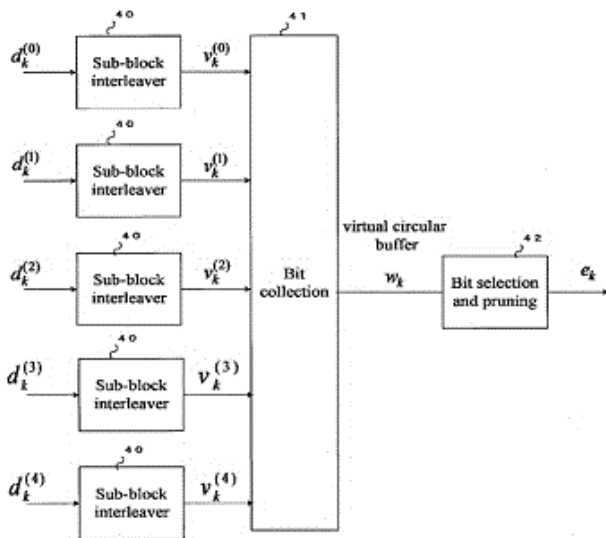 40
d_k^(0)
Sub-block
interleaver
v_k^(0)
41
40
d_k^(1)
Sub-block
interleaver
v_k^(1)
40
d_k^(2)
Sub-block
interleaver
v_k^(2)
Bit
collection
virtual circular
buffer
w_k
42
Bit selection
and pruning
e_k
40
d_k^(3)
Sub-block
interleaver
v_k^(3)
40
d_k^(4)
Sub-block
interleaver
v_k^(4)